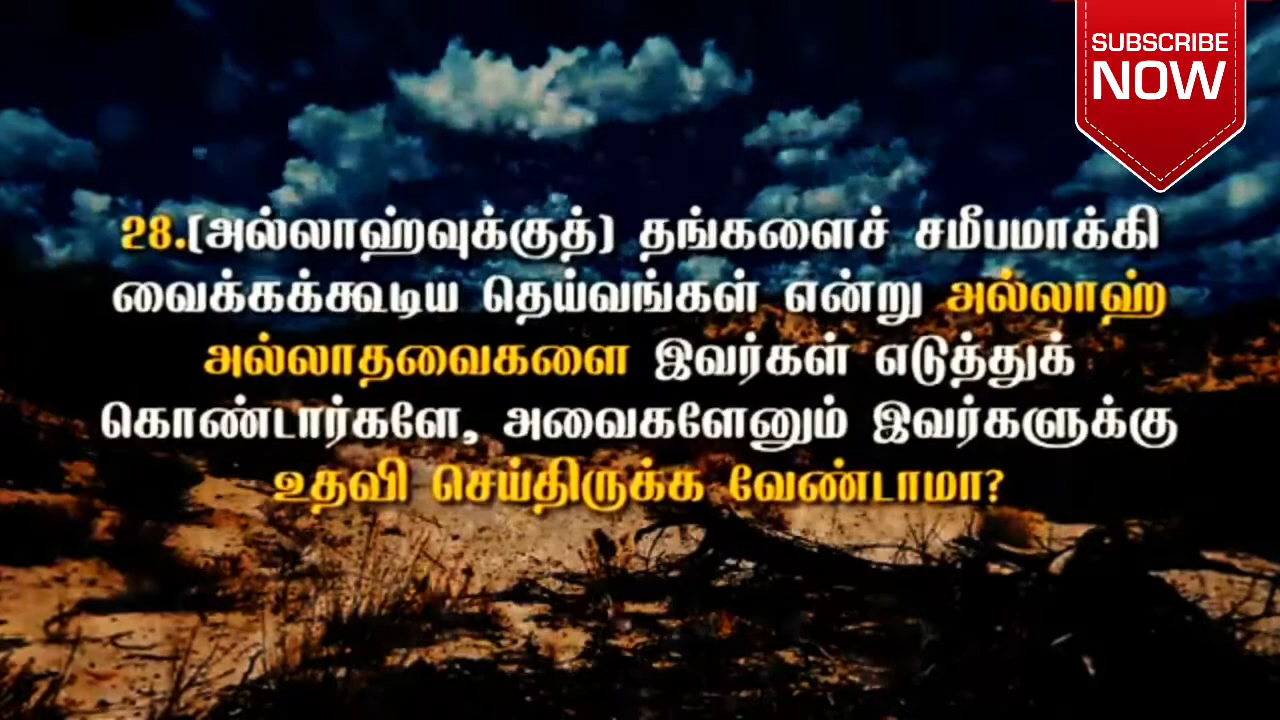 SUBSCRIBE
NOW
28.(அல்லாஹ்வுக்குத்) தங்களைச் சமீபமாக்கி
வைக்கக்கூடிய தெய்வங்கள் என்று அல்லாஹ்
அல்லாதவைகளை இவர்கள் எடுத்துக்
கொண்டார்களே, அவைகளேனும் இவர்களுக்கு
உதவி செய்திருக்க வேண்டாமா?